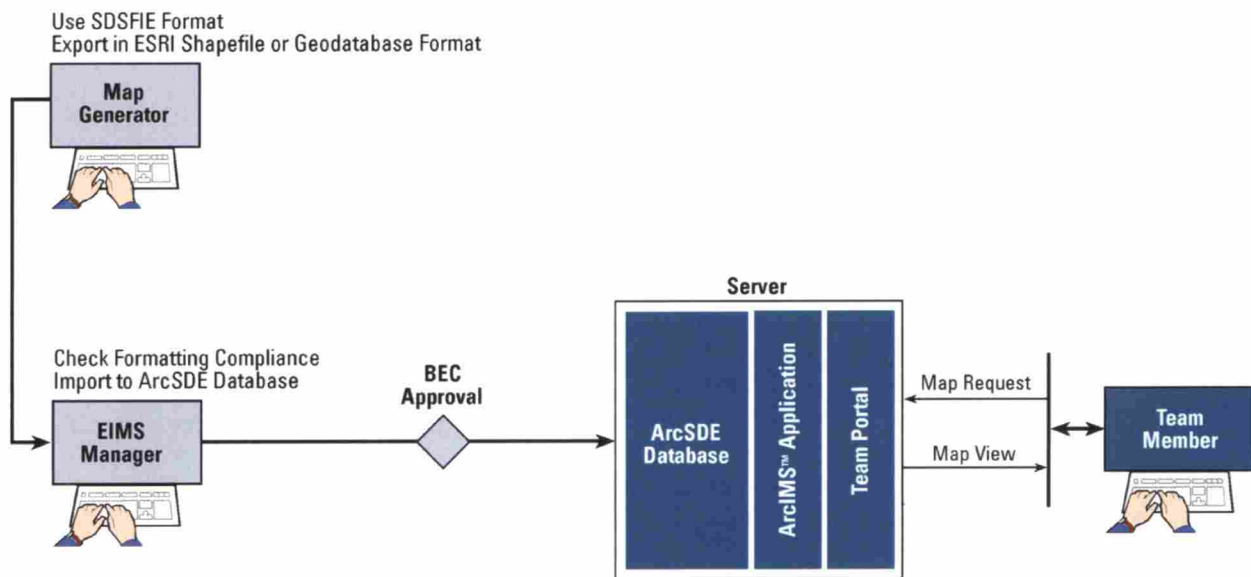 Use SDSFIE Format
Export in ESRI Shapefile or Geodatabase Format
Map
Generator
Check Formatting Compliance
Import to ArcSDE Database
EIMS
Manager
BEC
Approval
Server
ArcSDE
Database
ArcIMS™ Application
Team Portal
Map Request
Map View
Team
Member